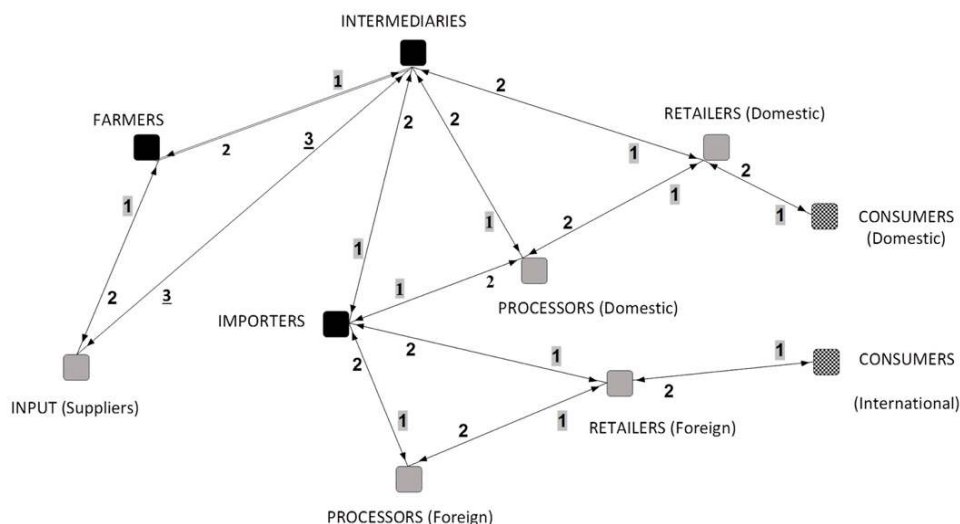 INTERMEDIARIES
1
2
FARMERS
3
2
2
2
RETAILERS (Domestic)
1
2
1
1
2
1
CONSUMERS
(Domestic)
1
1
2
2
1
2
3
IMPORTERS
PROCESSORS (Domestic)
2
2
1
1
CONSUMERS
(International)
INPUT (Suppliers)
2
1
2
1
RETAILERS (Foreign)
PROCESSORS (Foreign)